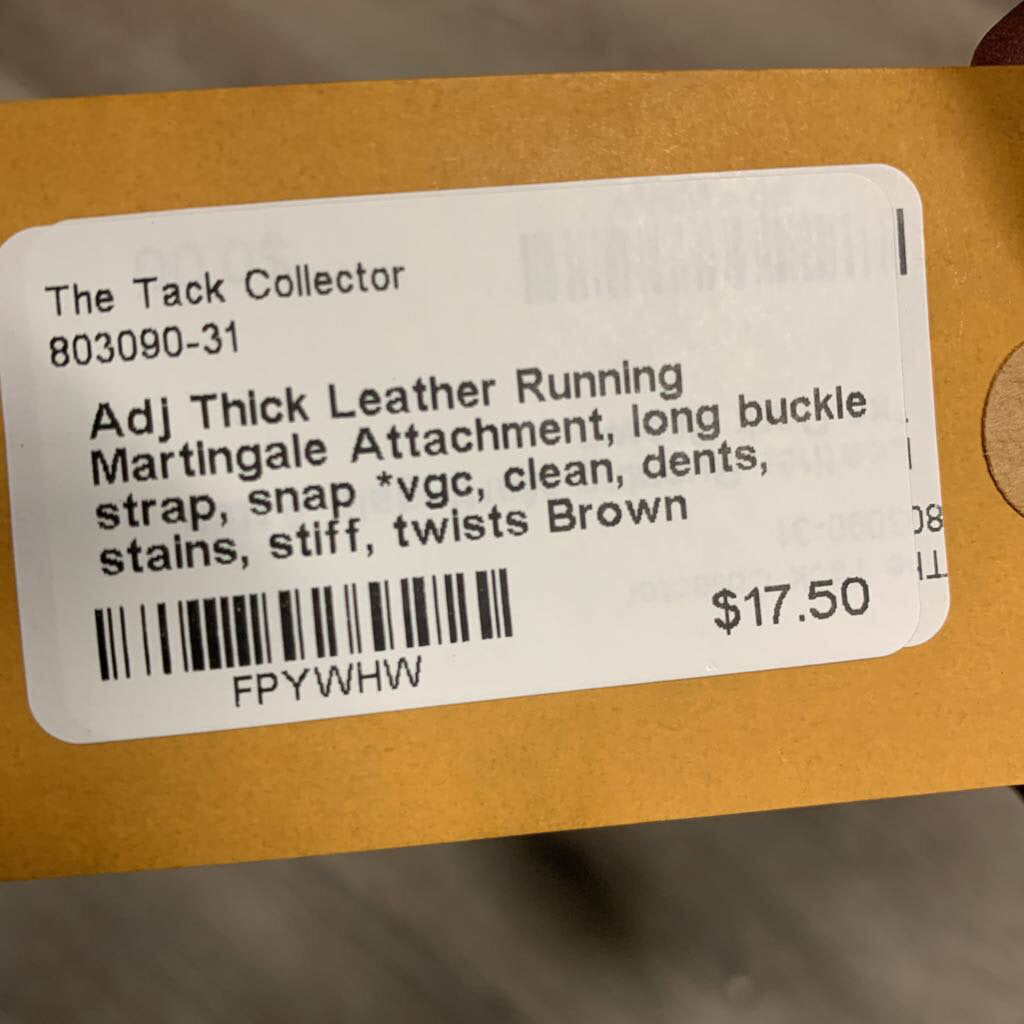 The Tack Collector
803090-31
Adj Thick Leather Running
Martingale Attachment, long buckle
strap, snap *vgc, clean, dents,
stains, stiff, twists Brown
$17.50
FPYWHW
80